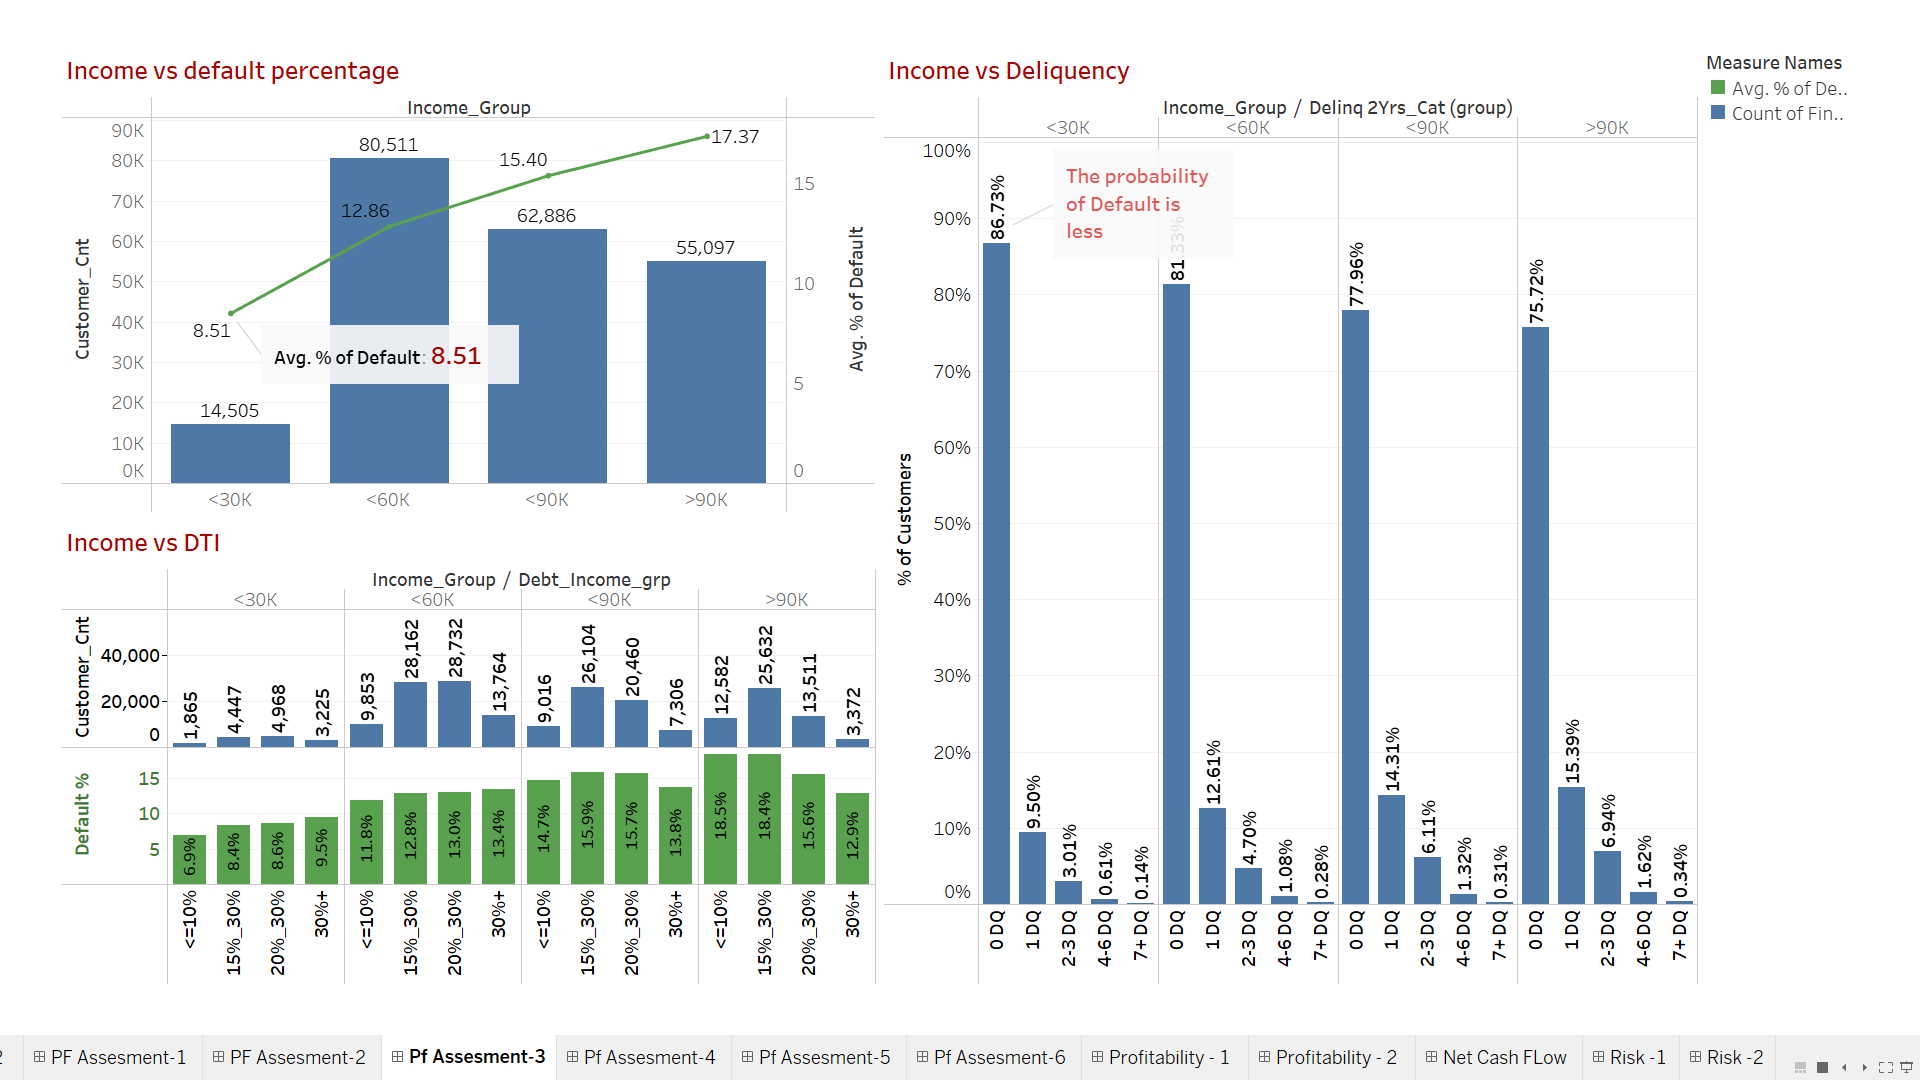 Income vs default percentage
Income_Group
90K
80K
70K
60K
50K
40K
30K
20K
10K
0K
Customer_Cnt
80,511
62,886
55,097
14,505
8.51
12.86
15.40
17.37
Avg. % of Default: 8.51
15
10
5
0
Avg. % of Default
<30K
<60K
<90K
>90K
Income vs DTI
Income_Group / Debt_Income_grp
<30K
<60K
<90K
>90K
Customer_Cnt
40,000
20,000
0
1,865
4,447
4,968
3,225
9,853
28,162
28,732
13,764
9,016
26,104
20,460
7,306
12,582
25,632
13,511
3,372
Default %
15
10
5
6.9%
8.4%
8.6%
9.5%
11.8%
12.8%
13.0%
13.4%
14.7%
15.9%
15.7%
13.8%
18.5%
18.4%
15.6%
12.9%
<=10%
15%_30%
20%_30%
30%+
<=10%
15%_30%
20%_30%
30%+
<=10%
15%_30%
20%_30%
30%+
<=10%
15%_30%
20%_30%
30%+
Income vs Deliquency
Income_Group / Delinq 2Yrs_Cat (group)
<30K
<60K
<90K
>90K
The probability
of Default is
less
% of Customers
100%
90%
80%
70%
60%
50%
40%
30%
20%
10%
0%
86.73%
9.50%
3.01%
0.61%
0.14%
81.33%
12.61%
4.70%
1.08%
0.28%
77.96%
14.31%
6.11%
1.32%
0.31%
75.72%
15.39%
6.94%
1.62%
0.34%
0 DQ
1 DQ
2-3 DQ
4-6 DQ
7+ DQ
0 DQ
1 DQ
2-3 DQ
4-6 DQ
7+ DQ
0 DQ
1 DQ
2-3 DQ
4-6 DQ
7+ DQ
0 DQ
1 DQ
2-3 DQ
4-6 DQ
7+ DQ
Measure Names
Avg. % of De..
Count of Fin..
2
PF Assesment-1
PF Assesment-2
Pf Assesment-3
Pf Assesment-4
Pf Assesment-5
Pf Assesment-6
Profitability - 1
Profitability - 2
Net Cash FLow
Risk -1
Risk -2